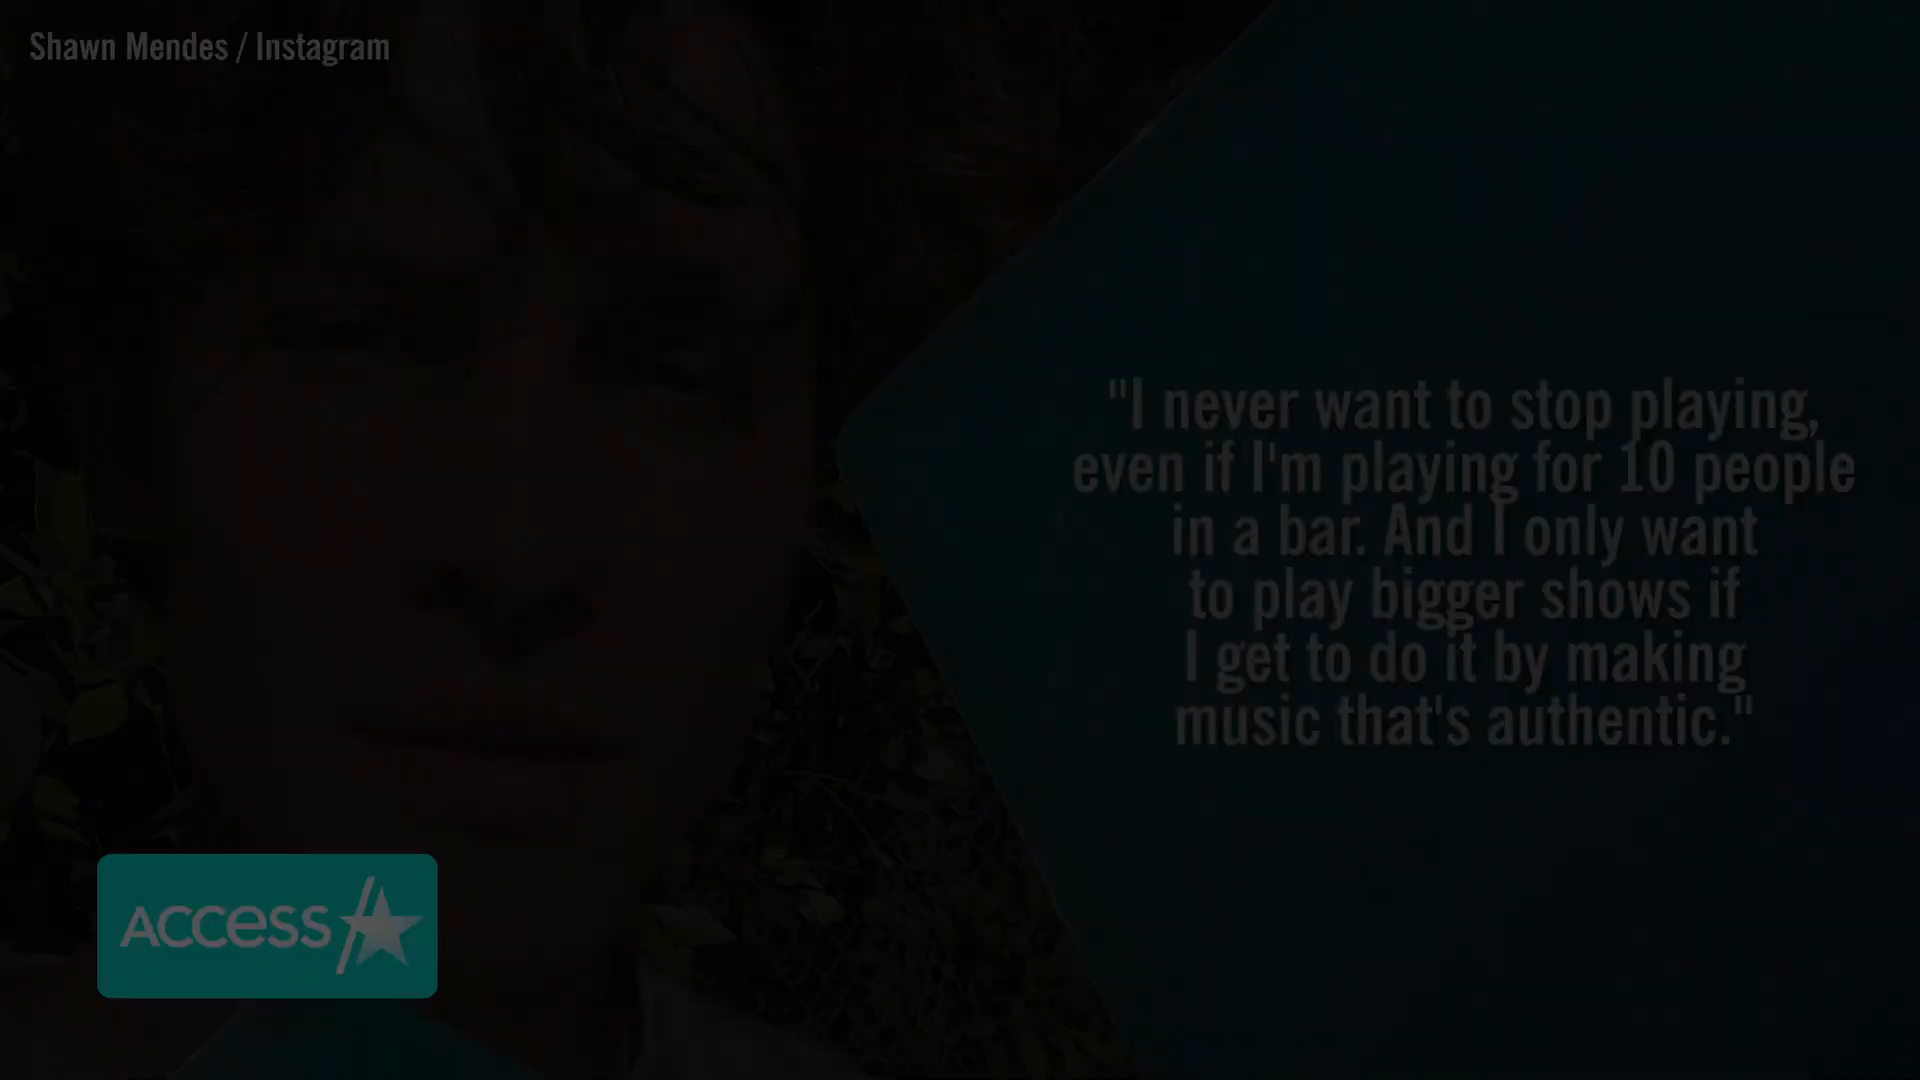 Shawn Mendes / Instagram
"I never want to stop playing,
even if I'm playing for 10 people
in a bar. And I only want
to play bigger shows if
I get to do it by making
music that's authentic."
ACCESS